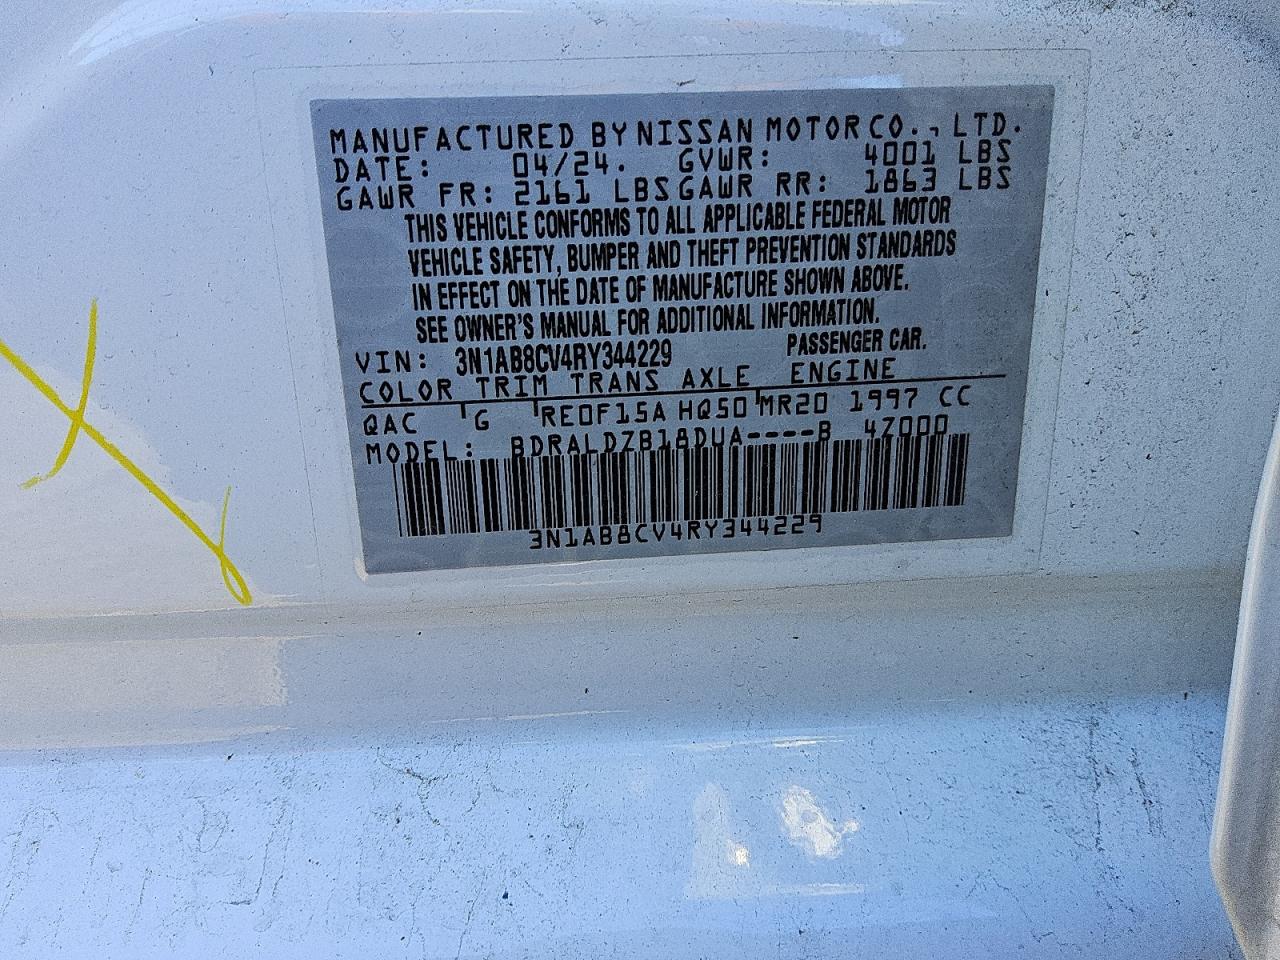 MANUFACTURED BY NISSAN MOTOR CO., LTD.
DATE: 04/24. GVWR: 4001 LBS
GAWR FR: 2161 LBS GAWR RR: 1863 LBS
THIS VEHICLE CONFORMS TO ALL APPLICABLE FEDERAL MOTOR
VEHICLE SAFETY, BUMPER AND THEFT PREVENTION STANDARDS
IN EFFECT ON THE DATE OF MANUFACTURE SHOWN ABOVE.
SEE OWNER'S MANUAL FOR ADDITIONAL INFORMATION.
VIN: 3N1AB8CV4RY344229 PASSENGER CAR.
COLOR TRIM TRANS AXLE ENGINE
QAC G RE0F15A HQ50 MR20 1997 CC
MODEL: BDRALDZB18DUA----B 4Z000
3N1AB8CV4RY344229